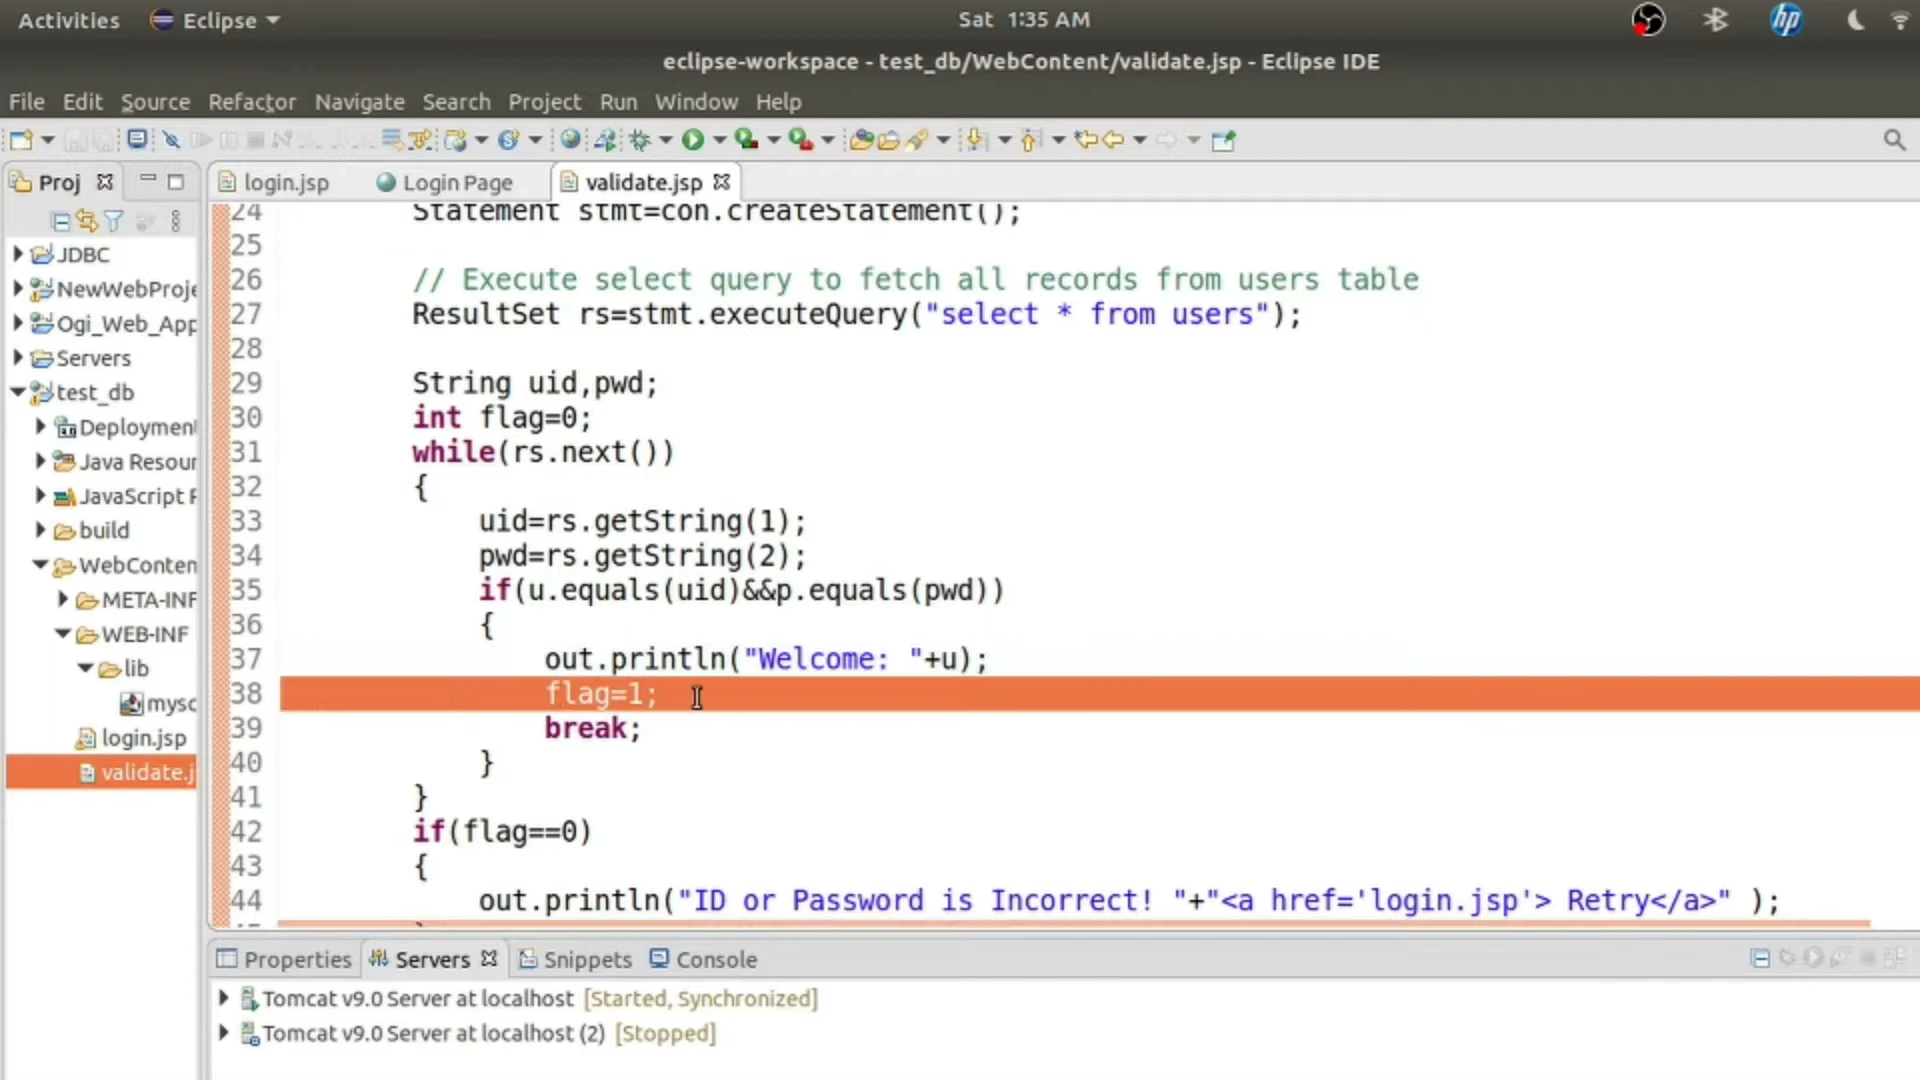 Activities Eclipse Sat 1:35 AM
eclipse-workspace - test_db/WebContent/validate.jsp - Eclipse IDE
File Edit Source Refactor Navigate Search Project Run Window Help
Proj login.jsp Login Page validate.jsp
JDBC
NewWebProje
Ogi_Web_App
Servers
test_db
Deployment
Java Resour
JavaScript R
build
WebConten
META-INF
WEB-INF
lib
mysc
login.jsp
validate.j
24 Statement stmt=con.createStatement();
25
26 // Execute select query to fetch all records from users table
27 ResultSet rs=stmt.executeQuery("select * from users");
28
29 String uid,pwd;
30 int flag=0;
31 while(rs.next())
32 {
33 uid=rs.getString(1);
34 pwd=rs.getString(2);
35 if(u.equals(uid)&&p.equals(pwd))
36 {
37 out.println("Welcome: "+u);
38 flag=1;
39 break;
40 }
41 }
42 if(flag==0)
43 {
44 out.println("ID or Password is Incorrect! "+"<a href='login.jsp'> Retry</a>" );
Properties Servers Snippets Console
Tomcat v9.0 Server at localhost [Started, Synchronized]
Tomcat v9.0 Server at localhost (2) [Stopped]
hp